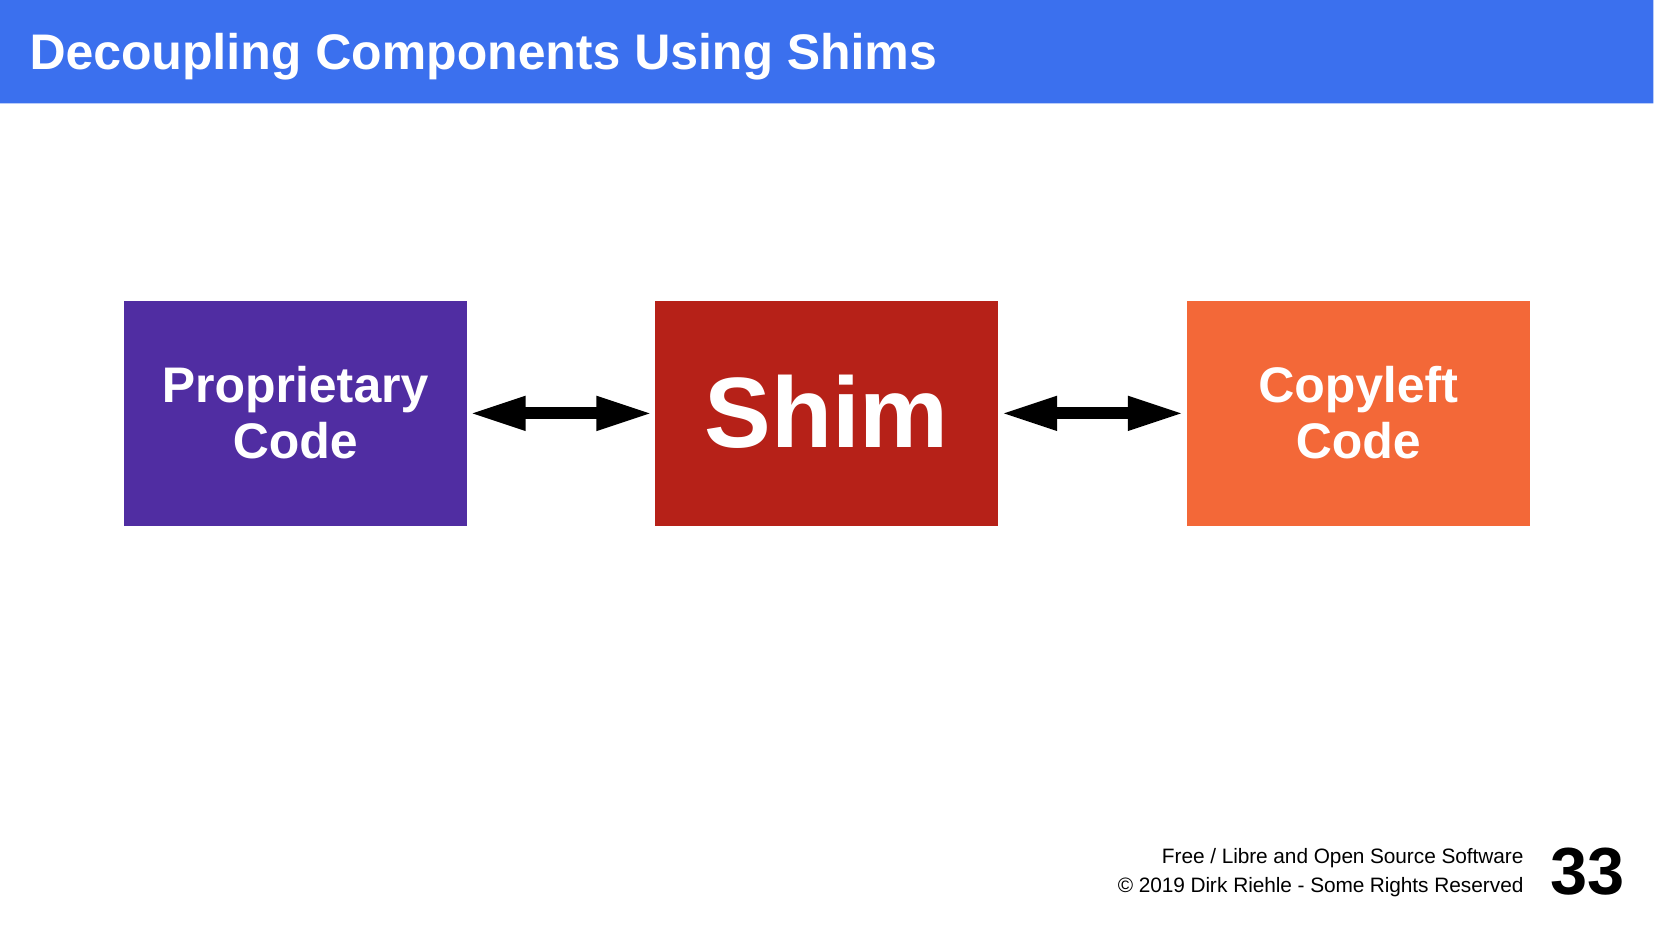 Decoupling Components Using Shims
Proprietary
Code
Shim
Copyleft
Code
Free / Libre and Open Source Software
© 2019 Dirk Riehle - Some Rights Reserved
33